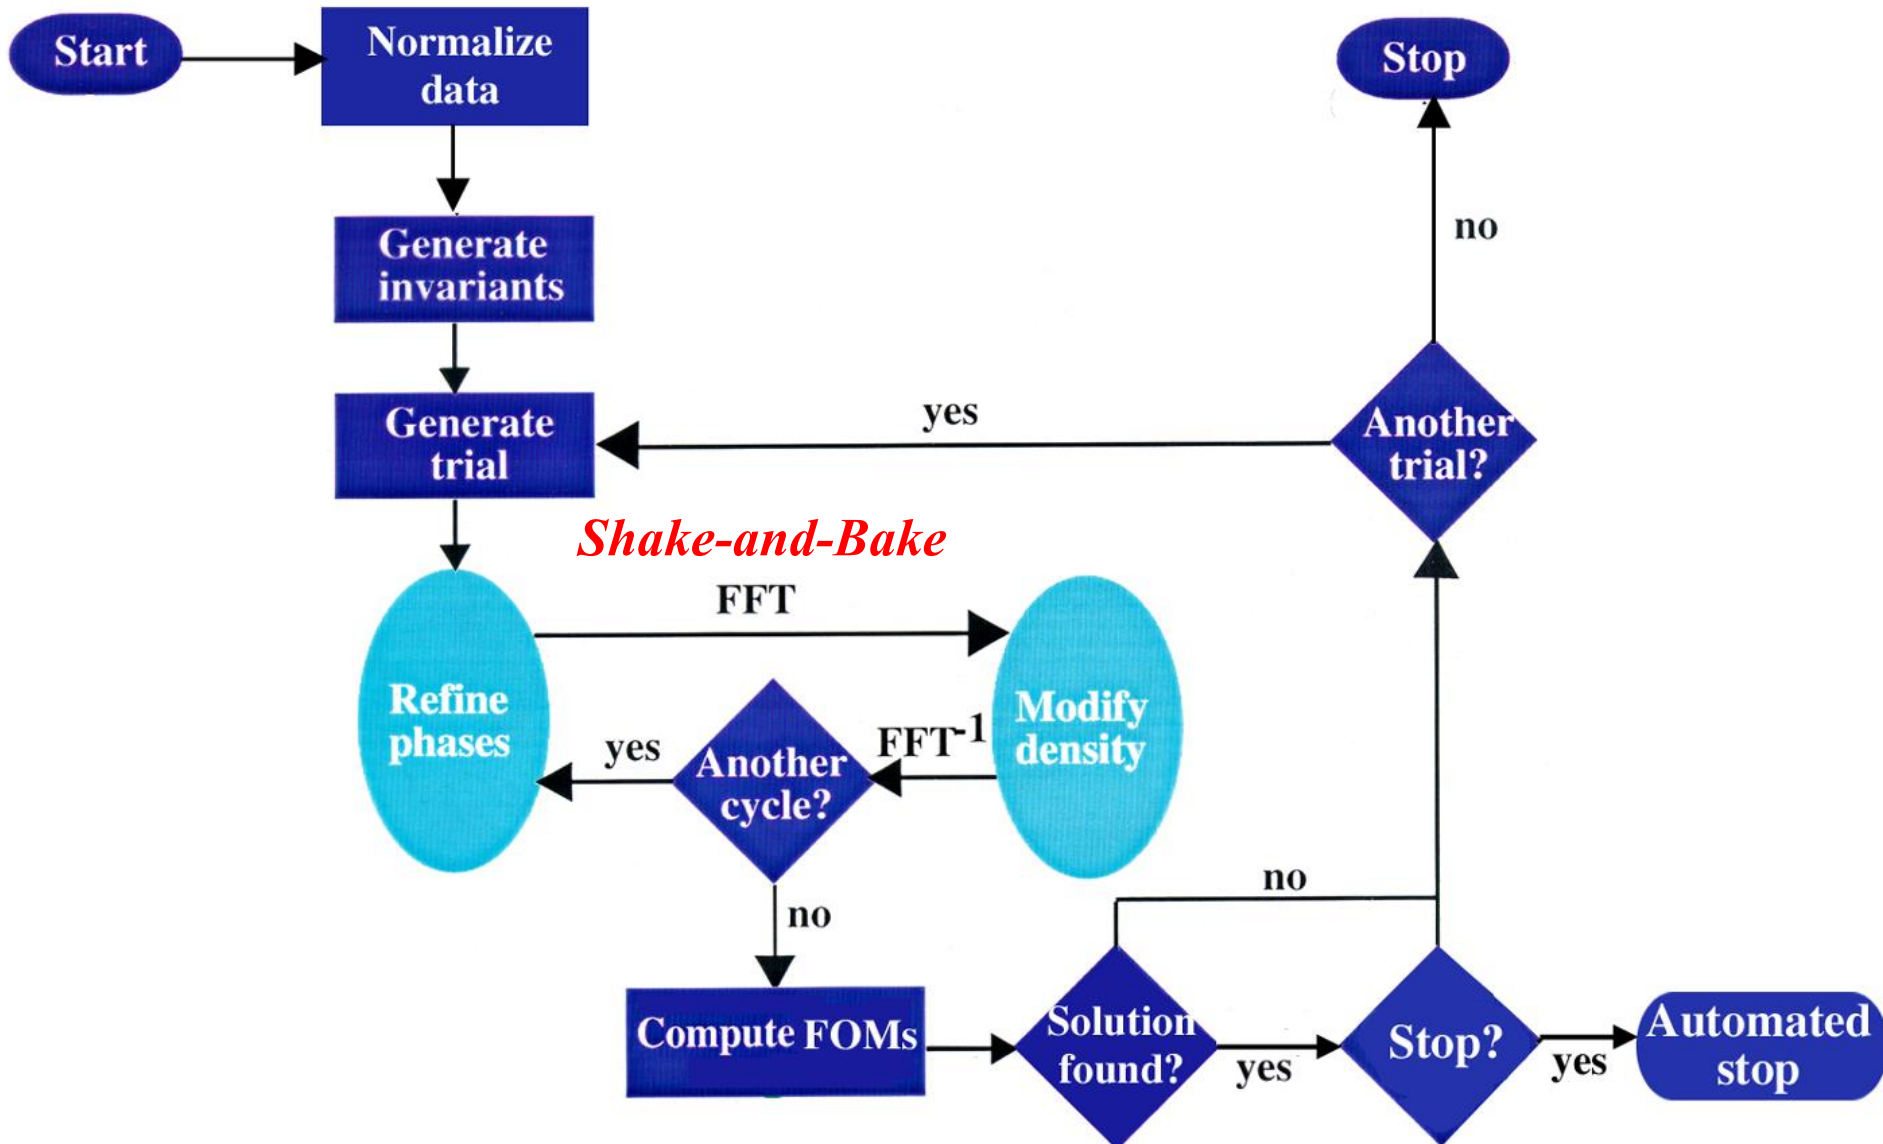 Start
Normalize
data
Stop
no
Generate
invariants
yes
Generate
trial
Another
trial?
Shake-and-Bake
FFT
Refine
phases
yes
Another
cycle?
FFT-1
Modify
density
no
no
Compute FOMs
Solution
found?
yes
Stop?
yes
Automated
stop